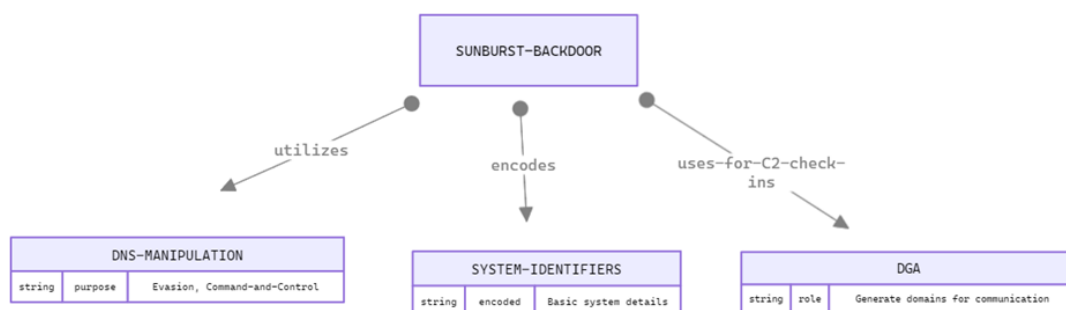 SUNBURST-BACKDOOR
utilizes
encodes
uses-for-C2-check-
ins
DNS-MANIPULATION
string purpose Evasion, Command-and-Control
SYSTEM-IDENTIFIERS
string encoded Basic system details
DGA
string role Generate domains for communication